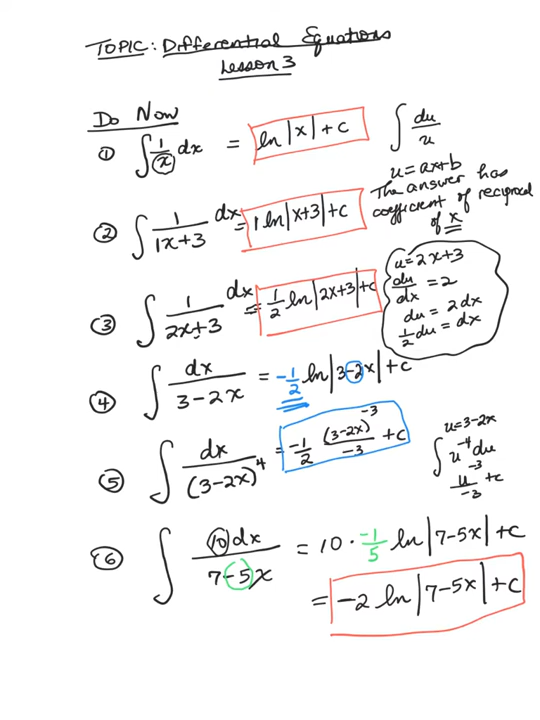 TOPIC: Differential Equations
Lesson 3
Do Now
① ∫ 1/x dx = ln|x| + C
∫ du/u
u = ax+b
The answer has
coefficient of reciprocal
of x
② ∫ 1/(1x+3) dx = 1 ln|x+3| + C
③ ∫ 1/(2x+3) dx = 1/2 ln|2x+3| + C
u = 2x+3
du/dx = 2
du = 2dx
1/2 du = dx
④ ∫ dx/(3-2x) = -1/2 ln|3-2x| + C
⑤ ∫ dx/(3-2x)^4 = -1/2 (3-2x)^-3/-3 + C
u = 3-2x
∫ u^-4 du
u^-3/-3 + C
⑥ ∫ 10dx/(7-5x) = 10 · -1/5 ln|7-5x| + C
= -2 ln|7-5x| + C